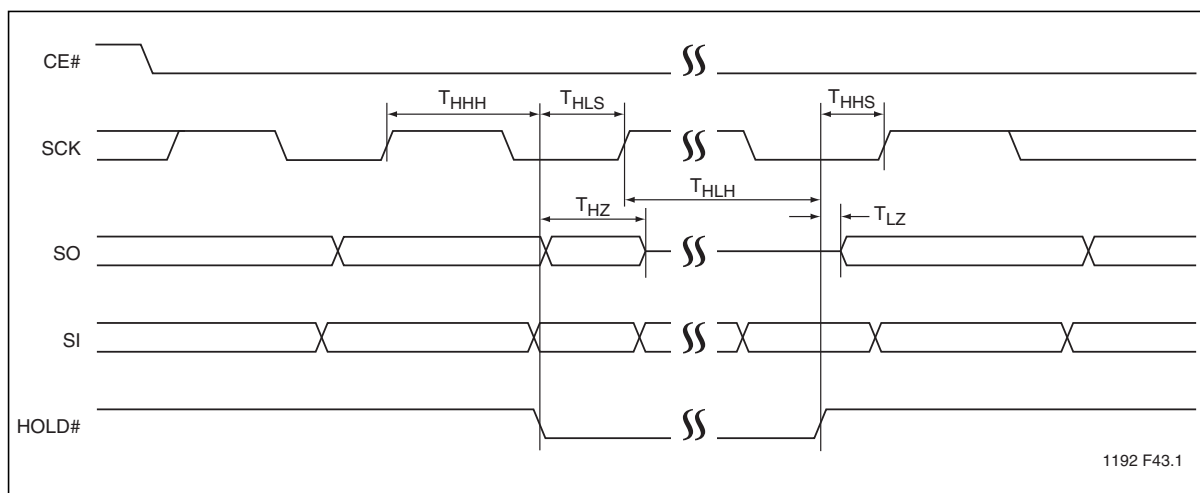 CE#
THHH
THLS
THHS
SCK
THLH
THZ
TLZ
SO
SI
HOLD#
1192 F43.1